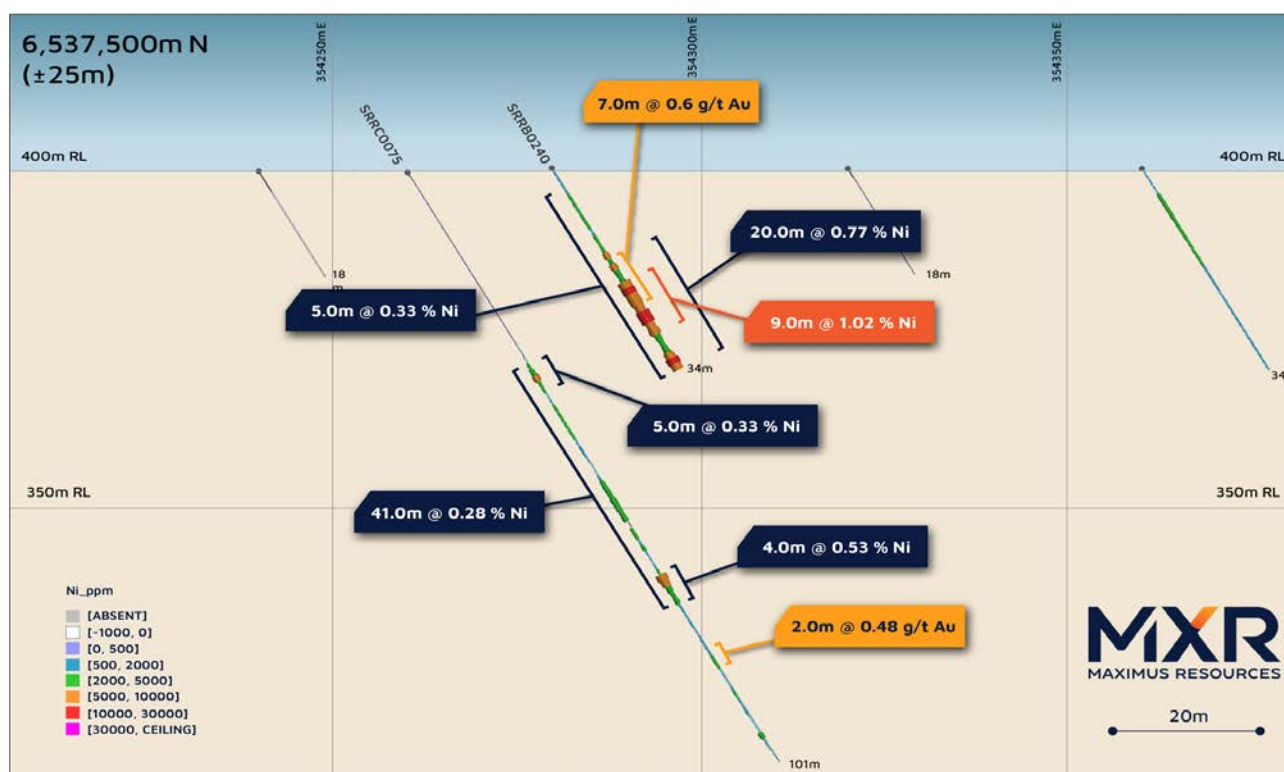 6,537,500m N
(±25m)
354250m E
354300m E
354350m E
SRRC0075
SRRB0240
7.0m @ 0.6 g/t Au
400m RL
400m RL
20.0m @ 0.77 % Ni
18
m
18m
5.0m @ 0.33 % Ni
9.0m @ 1.02 % Ni
34m
34
5.0m @ 0.33 % Ni
350m RL
350m RL
41.0m @ 0.28 % Ni
4.0m @ 0.53 % Ni
2.0m @ 0.48 g/t Au
Ni_ppm
[ABSENT]
[-1000, 0]
[0, 500]
[500, 2000]
[2000, 5000]
[5000, 10000]
[10000, 30000]
[30000, CEILING]
MXR
MAXIMUS RESOURCES
20m
101m